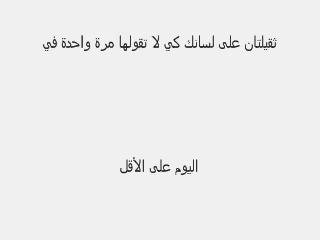 ثقيلتان على لسانك كي لا تقولها مرة واحدة في
اليوم على الأقل